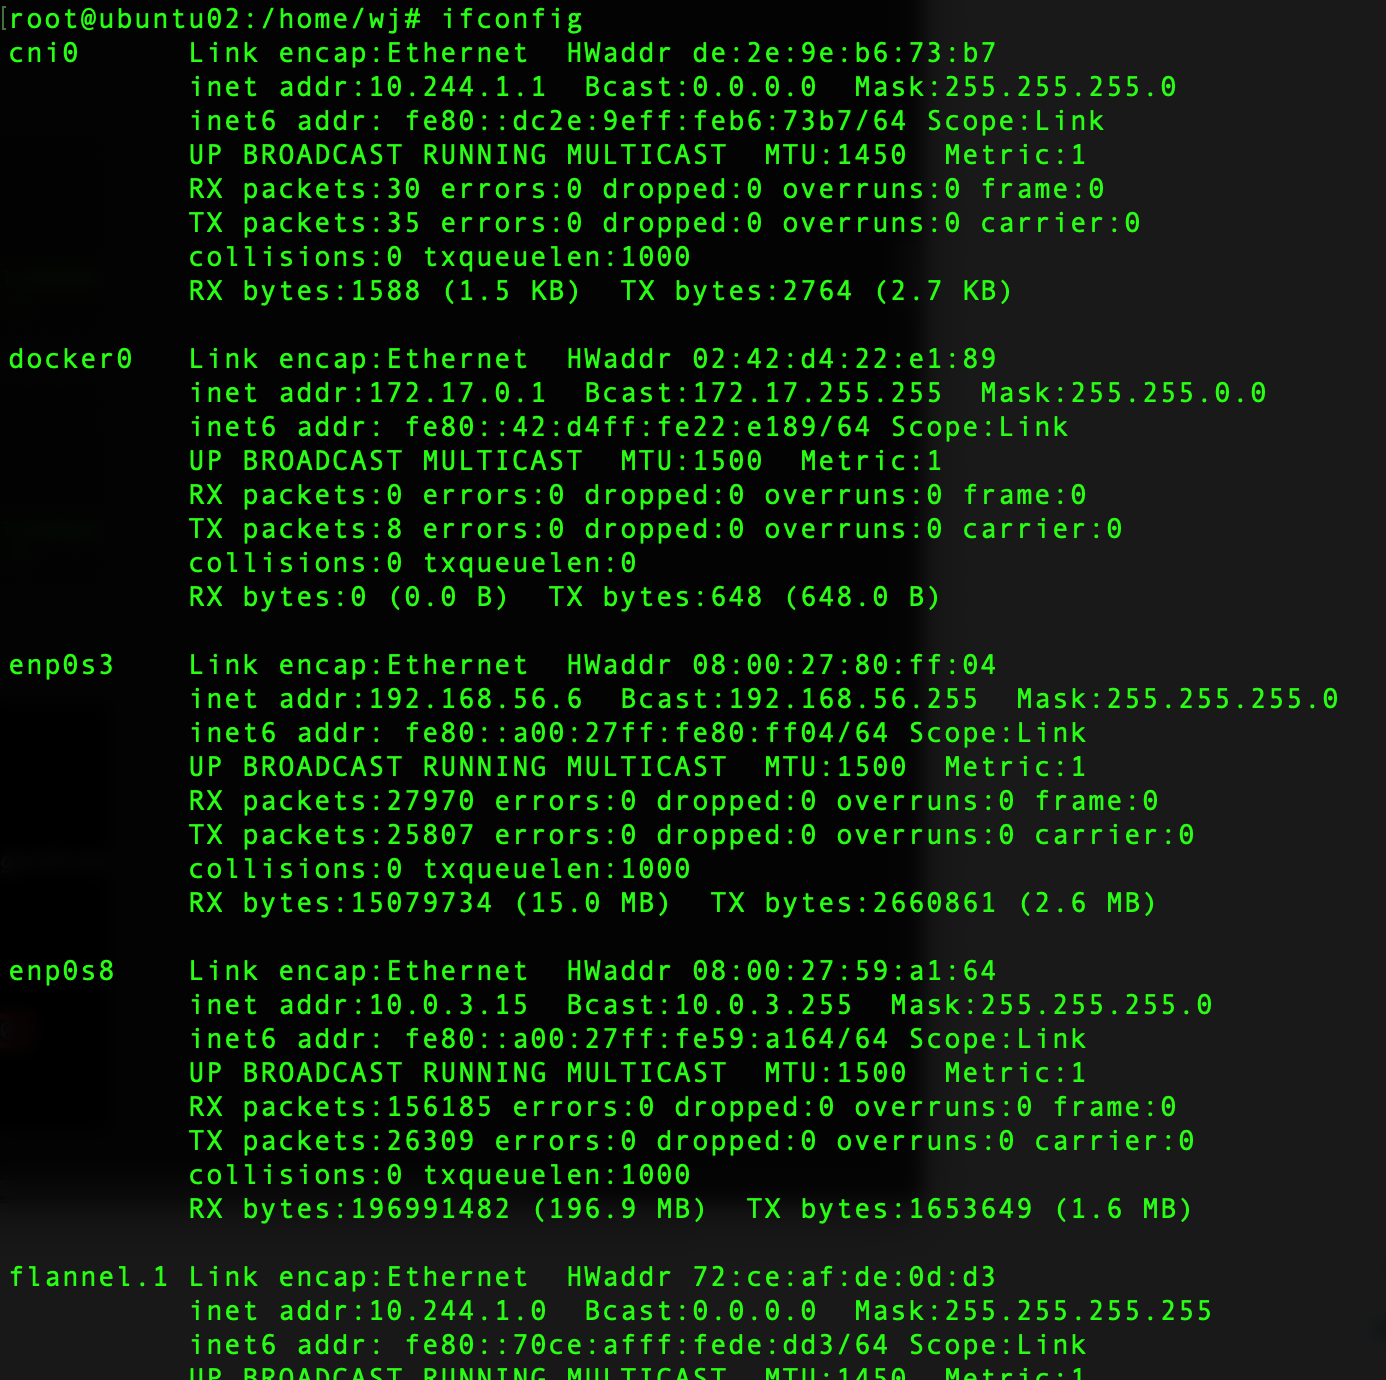 [root@ubuntu02:/home/wj# ifconfig
cni0      Link encap:Ethernet  HWaddr de:2e:9e:b6:73:b7
          inet addr:10.244.1.1  Bcast:0.0.0.0  Mask:255.255.255.0
          inet6 addr: fe80::dc2e:9eff:feb6:73b7/64 Scope:Link
          UP BROADCAST RUNNING MULTICAST  MTU:1450  Metric:1
          RX packets:30 errors:0 dropped:0 overruns:0 frame:0
          TX packets:35 errors:0 dropped:0 overruns:0 carrier:0
          collisions:0 txqueuelen:1000
          RX bytes:1588 (1.5 KB)  TX bytes:2764 (2.7 KB)

docker0   Link encap:Ethernet  HWaddr 02:42:d4:22:e1:89
          inet addr:172.17.0.1  Bcast:172.17.255.255  Mask:255.255.0.0
          inet6 addr: fe80::42:d4ff:fe22:e189/64 Scope:Link
          UP BROADCAST MULTICAST  MTU:1500  Metric:1
          RX packets:0 errors:0 dropped:0 overruns:0 frame:0
          TX packets:8 errors:0 dropped:0 overruns:0 carrier:0
          collisions:0 txqueuelen:0
          RX bytes:0 (0.0 B)  TX bytes:648 (648.0 B)

enp0s3    Link encap:Ethernet  HWaddr 08:00:27:80:ff:04
          inet addr:192.168.56.6  Bcast:192.168.56.255  Mask:255.255.255.0
          inet6 addr: fe80::a00:27ff:fe80:ff04/64 Scope:Link
          UP BROADCAST RUNNING MULTICAST  MTU:1500  Metric:1
          RX packets:27970 errors:0 dropped:0 overruns:0 frame:0
          TX packets:25807 errors:0 dropped:0 overruns:0 carrier:0
          collisions:0 txqueuelen:1000
          RX bytes:15079734 (15.0 MB)  TX bytes:2660861 (2.6 MB)

enp0s8    Link encap:Ethernet  HWaddr 08:00:27:59:a1:64
          inet addr:10.0.3.15  Bcast:10.0.3.255  Mask:255.255.255.0
          inet6 addr: fe80::a00:27ff:fe59:a164/64 Scope:Link
          UP BROADCAST RUNNING MULTICAST  MTU:1500  Metric:1
          RX packets:156185 errors:0 dropped:0 overruns:0 frame:0
          TX packets:26309 errors:0 dropped:0 overruns:0 carrier:0
          collisions:0 txqueuelen:1000
          RX bytes:196991482 (196.9 MB)  TX bytes:1653649 (1.6 MB)

flannel.1 Link encap:Ethernet  HWaddr 72:ce:af:de:0d:d3
          inet addr:10.244.1.0  Bcast:0.0.0.0  Mask:255.255.255.255
          inet6 addr: fe80::70ce:afff:fede:dd3/64 Scope:Link
          UP BROADCAST RUNNING MULTICAST  MTU:1450  Metric:1